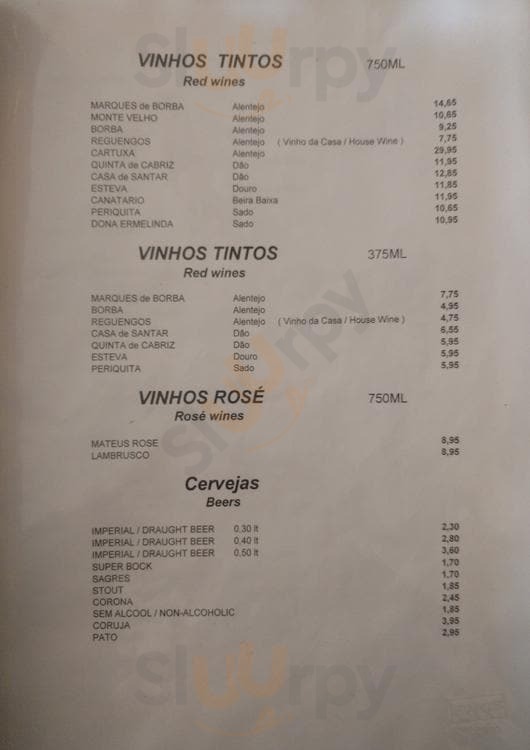 Sluurpy
VINHOS TINTOS 750ML
Red wines
MARQUES de BORBA Alentejo 14,65
MONTE VELHO Alentejo 10,65
BORBA Alentejo 9,25
REGUENGOS Alentejo ( Vinho da Casa / House Wine ) 7,75
CARTUXA Alentejo 29,95
QUINTA de CABRIZ Dão 11,95
CASA de SANTAR Dão 12,85
ESTEVA Douro 11,85
CANATARIO Beira Baixa 11,95
PERIQUITA Sado 10,65
DONA ERMELINDA Sado 10,95
VINHOS TINTOS 375ML
Red wines
MARQUES de BORBA Alentejo 7,75
BORBA Alentejo 4,95
REGUENGOS Alentejo ( Vinho da Casa / House Wine ) 4,75
CASA de SANTAR Dão 6,55
QUINTA de CABRIZ Dão 5,95
ESTEVA Douro 5,95
PERIQUITA Sado 5,95
Sluurpy
VINHOS ROSÉ 750ML
Rosé wines
MATEUS ROSE 8,95
LAMBRUSCO 8,95
Cervejas
Beers
IMPERIAL / DRAUGHT BEER 0,30 lt 2,30
IMPERIAL / DRAUGHT BEER 0,40 lt 2,80
IMPERIAL / DRAUGHT BEER 0,50 lt 3,60
SUPER BOCK 1,70
SAGRES 1,70
STOUT 1,85
CORONA 2,45
SEM ALCOOL / NON-ALCOHOLIC 1,85
CORUJA 3,95
PATO 2,95
Sluurpy